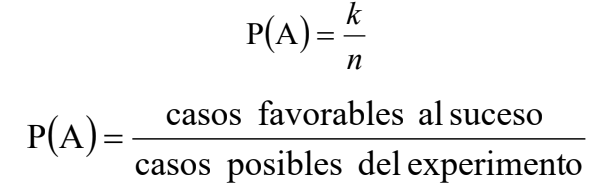 P(A) = k/n
P(A) = casos favorables al suceso / casos posibles del experimento